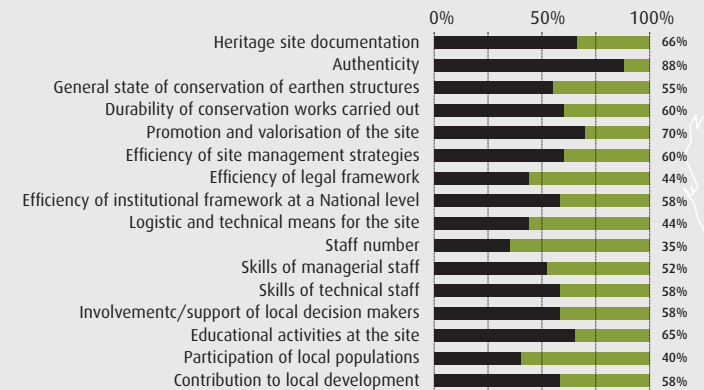 0% 50% 100%
Heritage site documentation 66%
Authenticity 88%
General state of conservation of earthen structures 55%
Durability of conservation works carried out 60%
Promotion and valorisation of the site 70%
Efficiency of site management strategies 60%
Efficiency of legal framework 44%
Efficiency of institutional framework at a National level 58%
Logistic and technical means for the site 44%
Staff number 35%
Skills of managerial staff 52%
Skills of technical staff 58%
Involvementc/support of local decision makers 58%
Educational activities at the site 65%
Participation of local populations 40%
Contribution to local development 58%